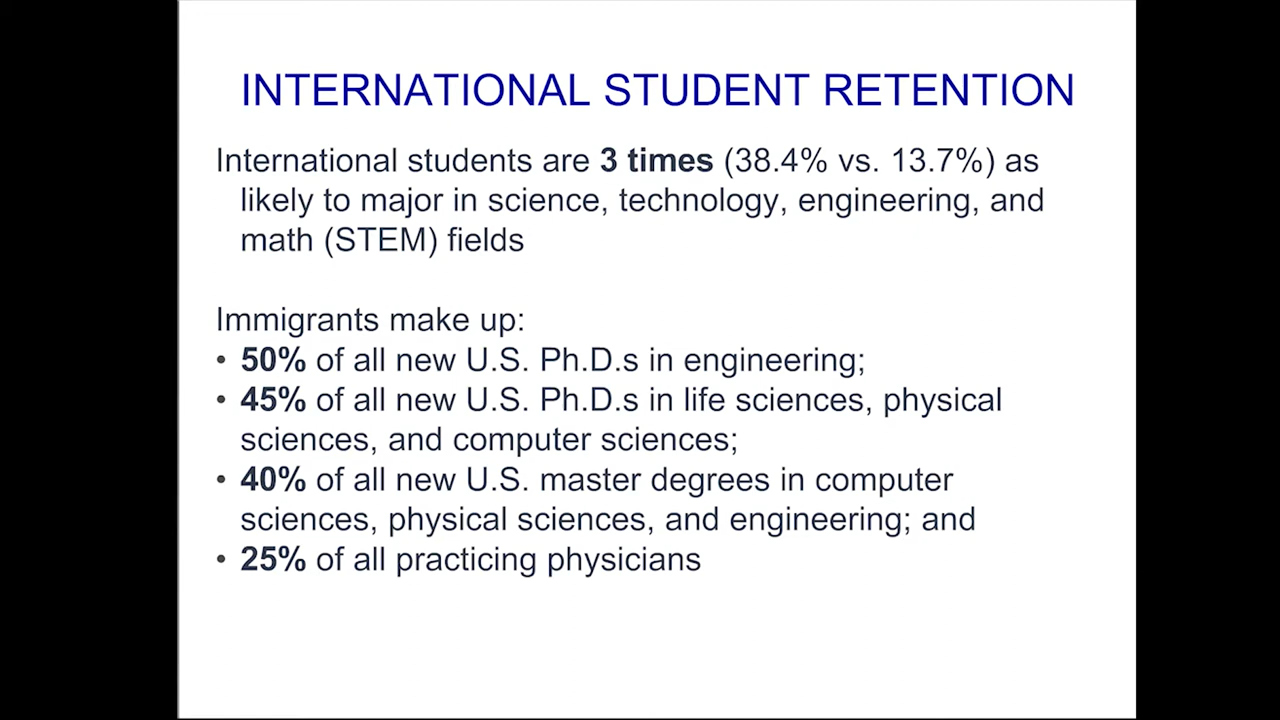 INTERNATIONAL STUDENT RETENTION
International students are 3 times (38.4% vs. 13.7%) as
likely to major in science, technology, engineering, and
math (STEM) fields
Immigrants make up:
• 50% of all new U.S. Ph.D.s in engineering;
• 45% of all new U.S. Ph.D.s in life sciences, physical
sciences, and computer sciences;
• 40% of all new U.S. master degrees in computer
sciences, physical sciences, and engineering; and
• 25% of all practicing physicians